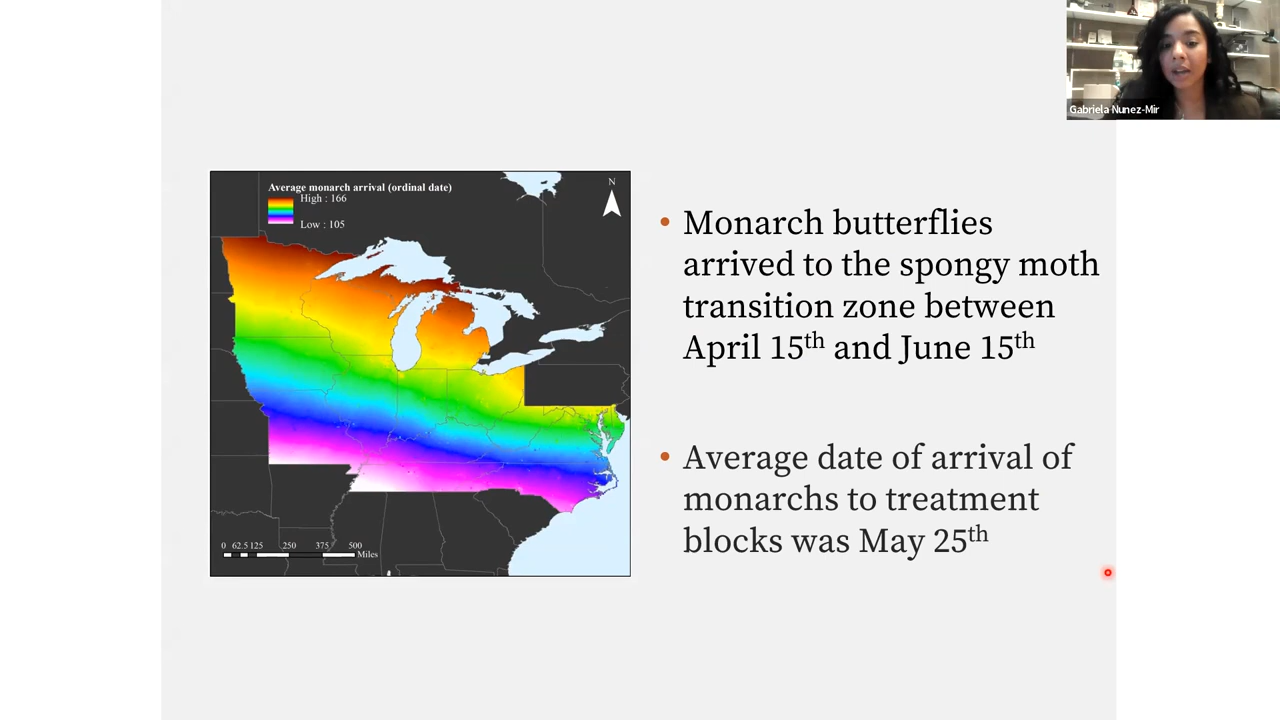 Gabriela Nunez-Mir
Average monarch arrival (ordinal date)
High : 166
Low : 105
N
0 62.5 125 250 375 500
Miles
• Monarch butterflies
arrived to the spongy moth
transition zone between
April 15th and June 15th
• Average date of arrival of
monarchs to treatment
blocks was May 25th